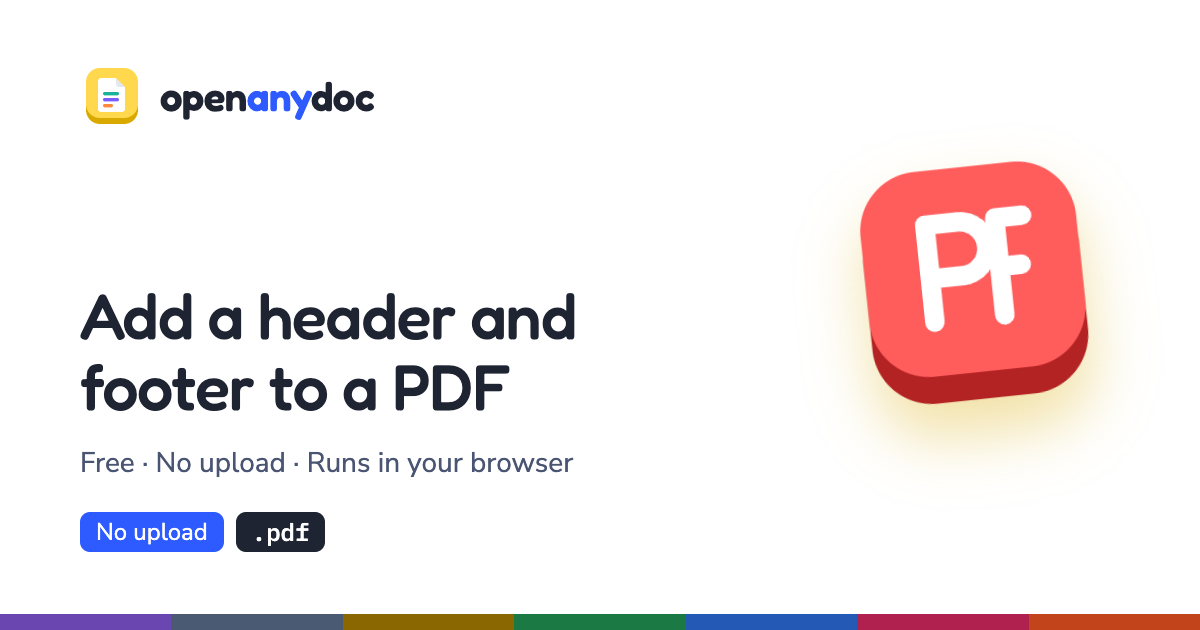 openanydoc
PF
Add a header and
footer to a PDF
Free · No upload · Runs in your browser
No upload
.pdf